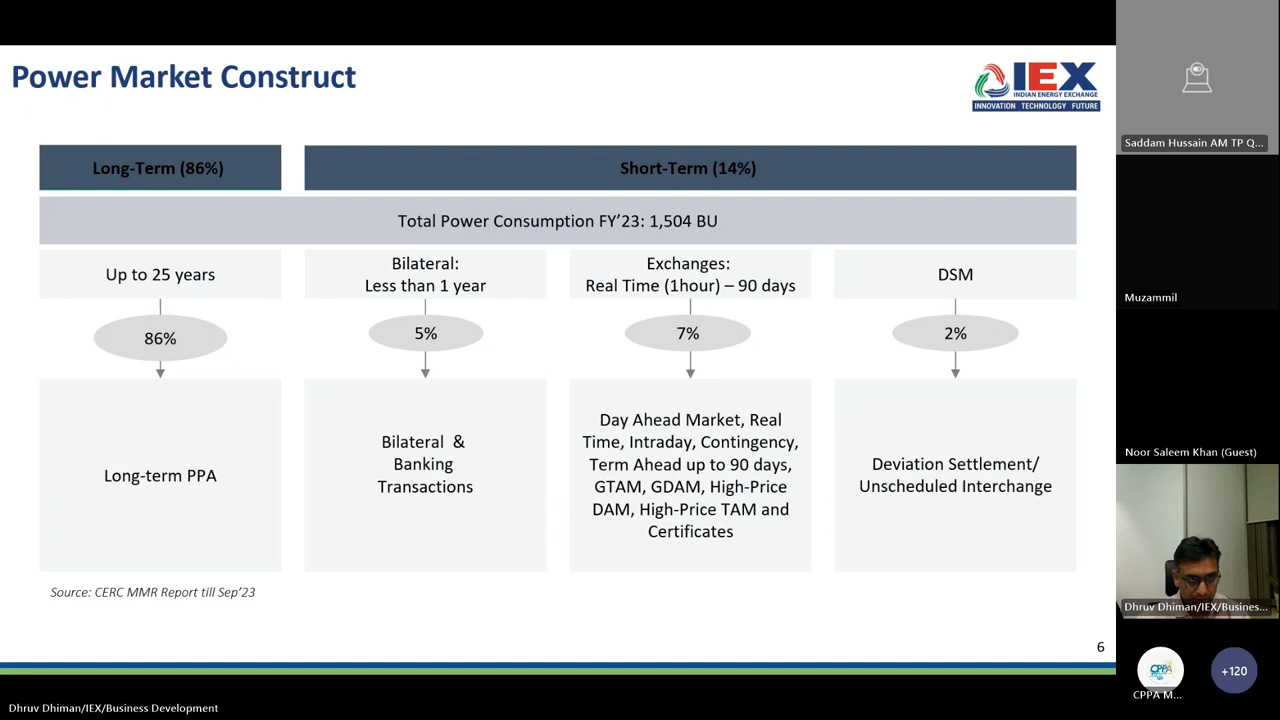 Power Market Construct
IEX
INDIAN ENERGY EXCHANGE
INNOVATION TECHNOLOGY FUTURE
Long-Term (86%)
Short-Term (14%)
Total Power Consumption FY'23: 1,504 BU
Up to 25 years
Bilateral:
Less than 1 year
Exchanges:
Real Time (1hour) – 90 days
DSM
86%
5%
7%
2%
Long-term PPA
Bilateral &
Banking
Transactions
Day Ahead Market, Real
Time, Intraday, Contingency,
Term Ahead up to 90 days,
GTAM, GDAM, High-Price
DAM, High-Price TAM and
Certificates
Deviation Settlement/
Unscheduled Interchange
Source: CERC MMR Report till Sep'23
6
Dhruv Dhiman/IEX/Business Development
Saddam Hussain AM TP Q...
Muzammil
Noor Saleem Khan (Guest)
Dhruv Dhiman/IEX/Busines...
CPPA
CPPA M...
+120